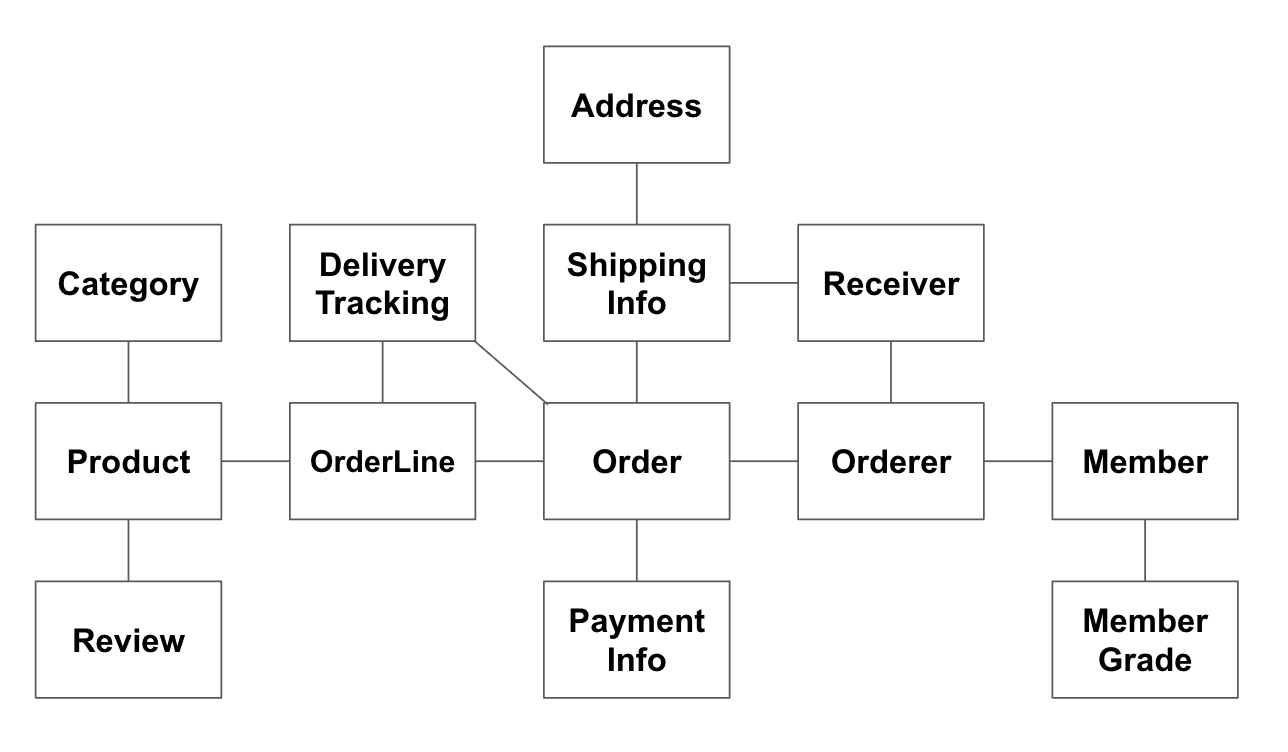 Address
Category
Delivery
Tracking
Shipping
Info
Receiver
Product
OrderLine
Order
Orderer
Member
Review
Payment
Info
Member
Grade